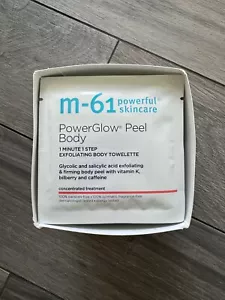 m-61 powerful®
skincare
PowerGlow® Peel
Body
1 MINUTE 1 STEP
EXFOLIATING BODY TOWELETTE
Glycolic and salicylic acid exfoliating
& firming body peel with vitamin K,
bilberry and caffeine
concentrated treatment